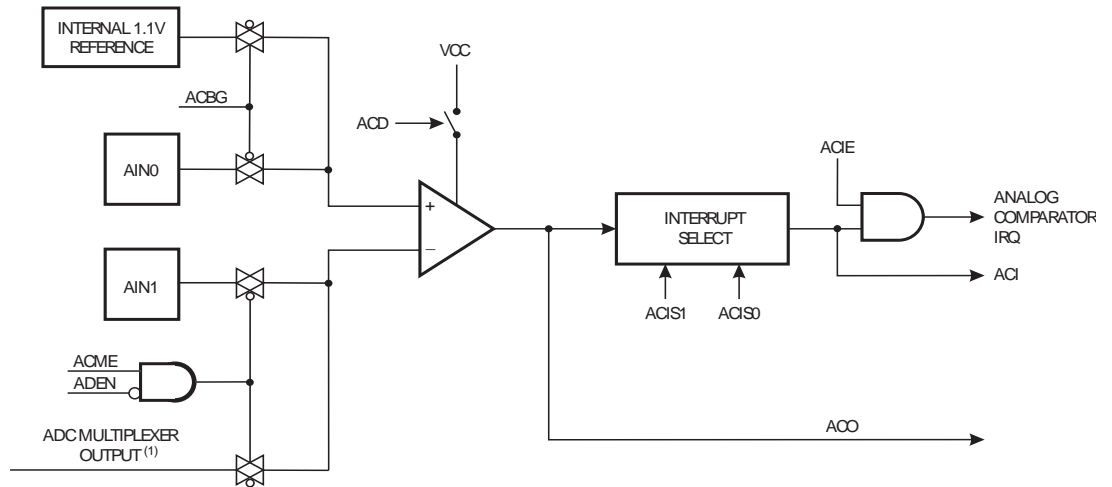 INTERNAL 1.1V
REFERENCE
ACBG
AIN0
VCC
ACD
+
−
INTERRUPT
SELECT
ACIS1
ACIS0
ACIE
ANALOG
COMPARATOR
IRQ
ACI
AIN1
ACME
ADEN
ADC MULTIPLEXER
OUTPUT (1)
ACO